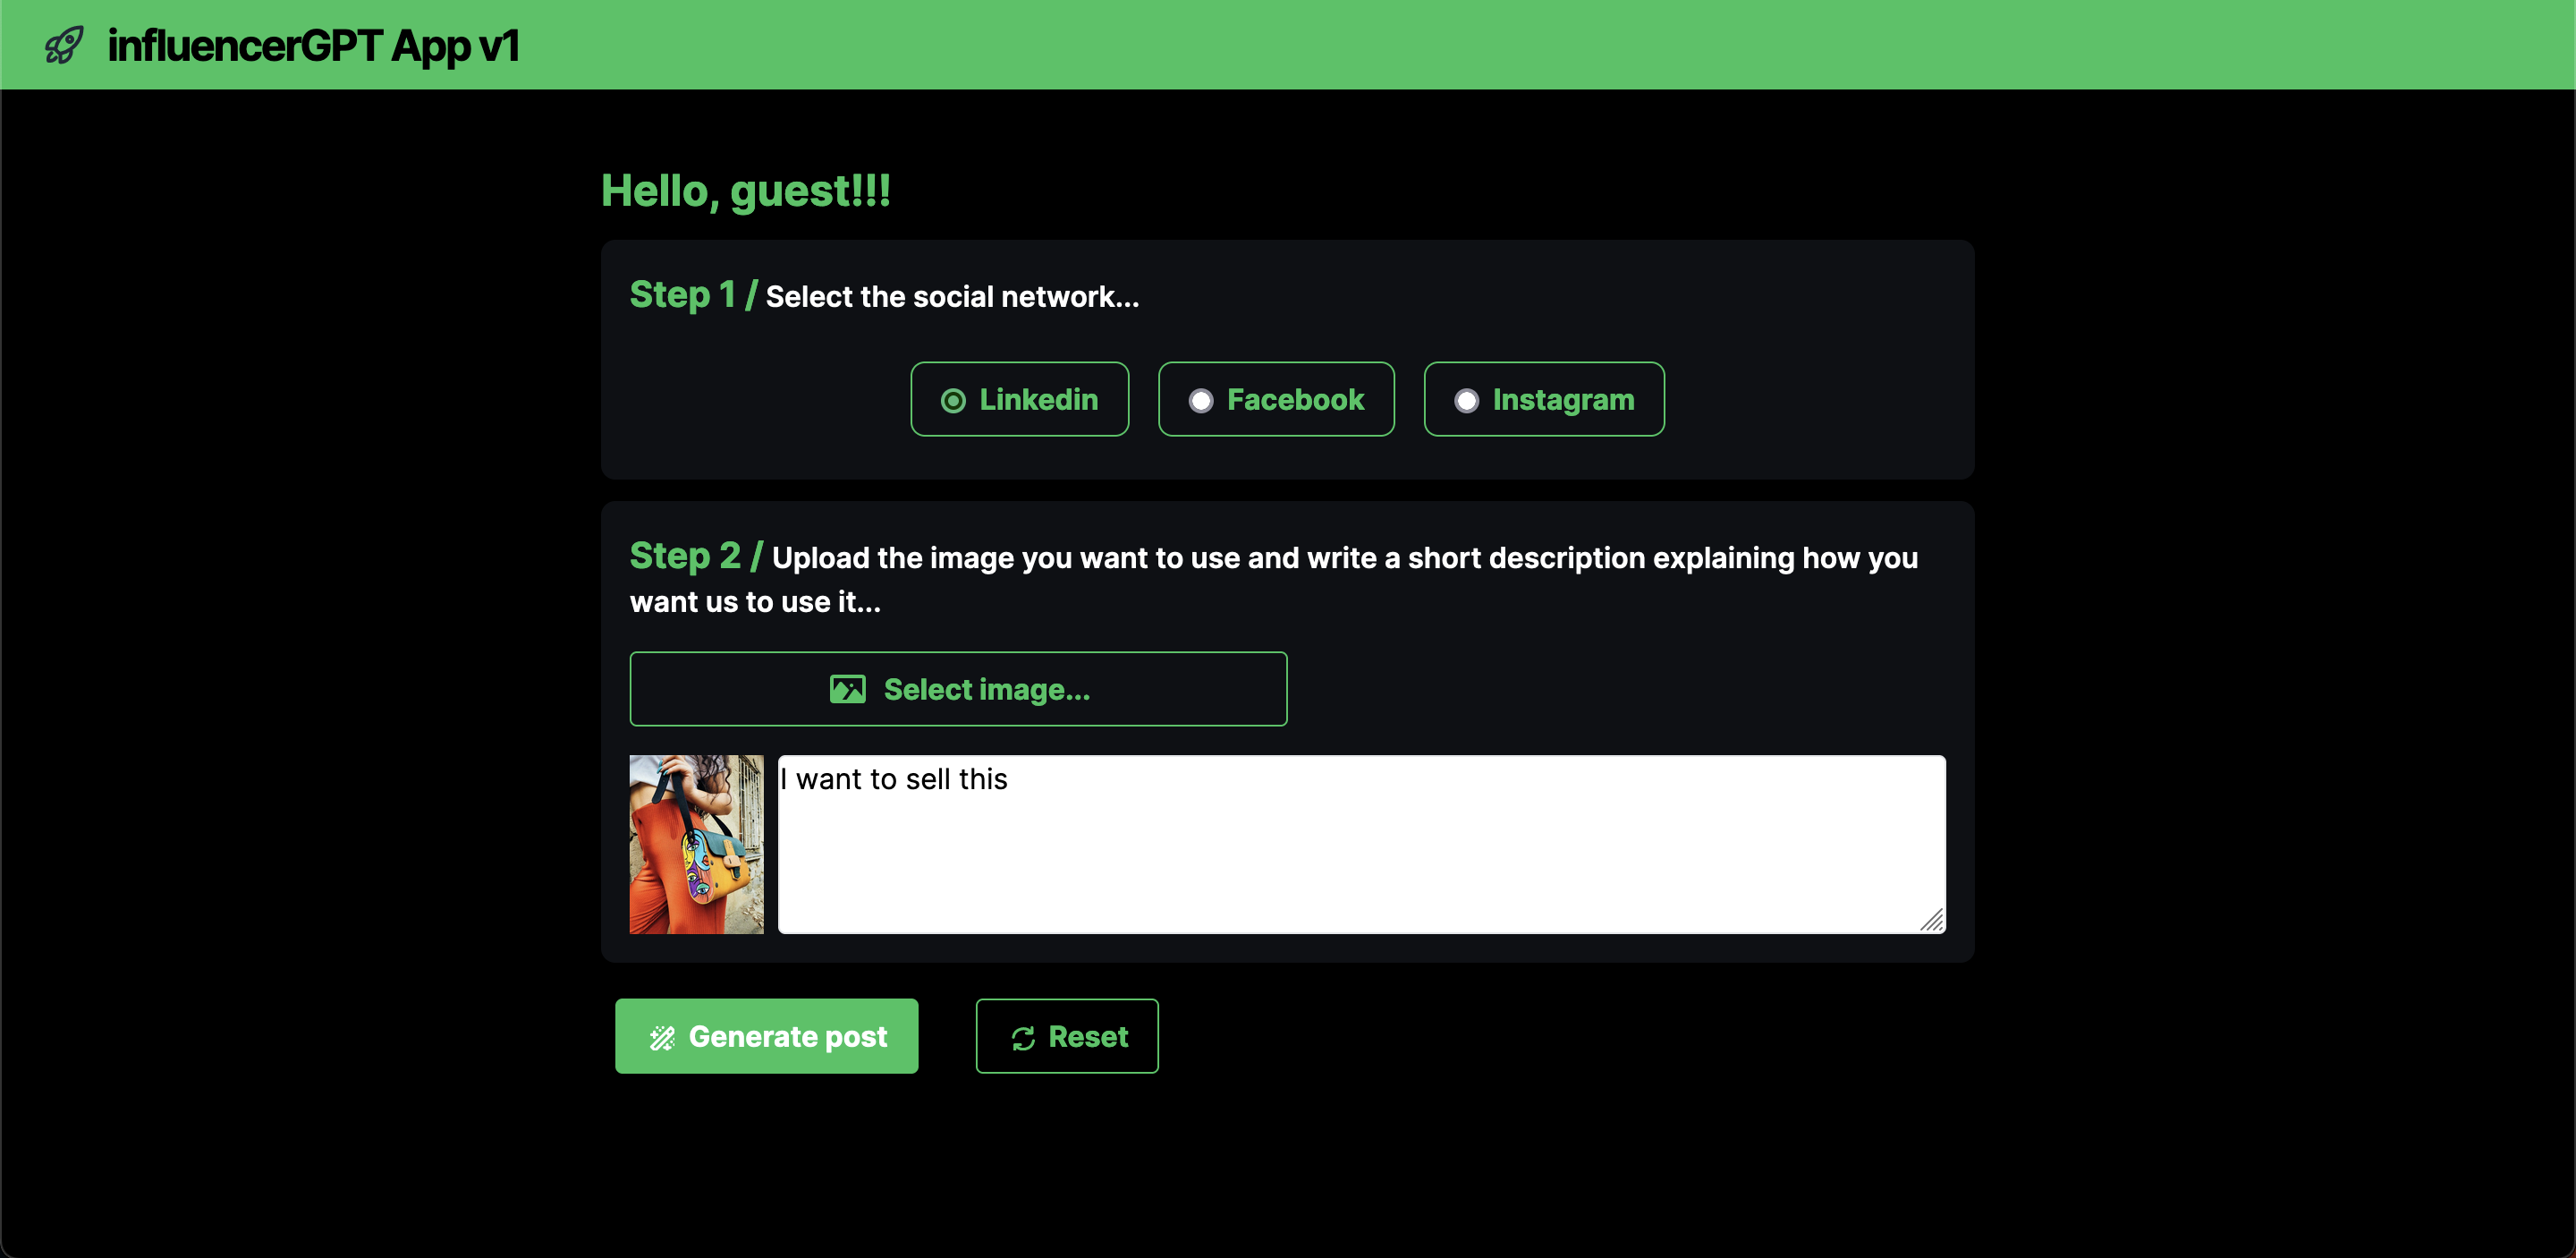 influencerGPT App v1
Hello, guest!!!
Step 1 / Select the social network...
Linkedin Facebook Instagram
Step 2 / Upload the image you want to use and write a short description explaining how you
want us to use it...
Select image...
I want to sell this
Generate post Reset